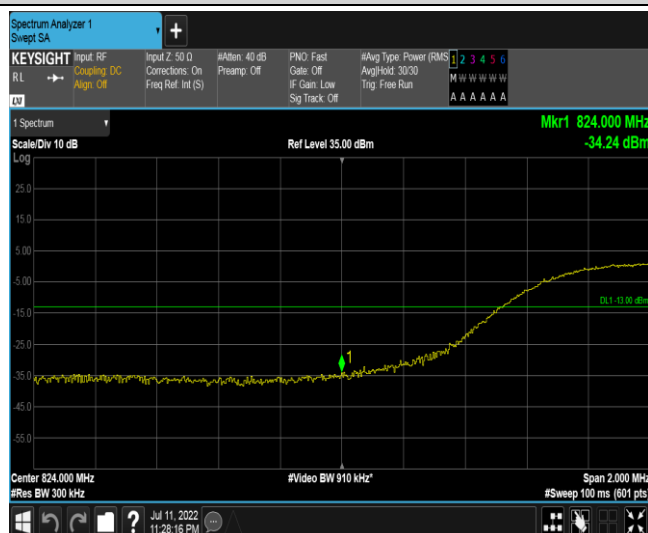 Spectrum Analyzer 1
Swept SA
+
KEYSIGHT Input: RF Input Z: 50 Ω #Atten: 40 dB PNO: Fast #Avg Type: Power (RMS 1 2 3 4 5 6
RL Coupling: DC Corrections: On Preamp: Off Gate: Off Avg|Hold: 30/30 M W W W W W
Align: Off Freq Ref: Int (S) IF Gain: Low Trig: Free Run
LXI Sig Track: Off A A A A A A
1 Spectrum
Mkr1 824.000 MHz
Scale/Div 10 dB Ref Level 35.00 dBm -34.24 dBm
Log
25.0
15.0
5.00
-5.00
DL1 -13.00 dBm
-15.0
-25.0
1
-35.0
-45.0
-55.0
Center 824.000 MHz #Video BW 910 kHz* Span 2.000 MHz
#Res BW 300 kHz #Sweep 100 ms (601 pts)
? Jul 11, 2022
11:28:16 PM